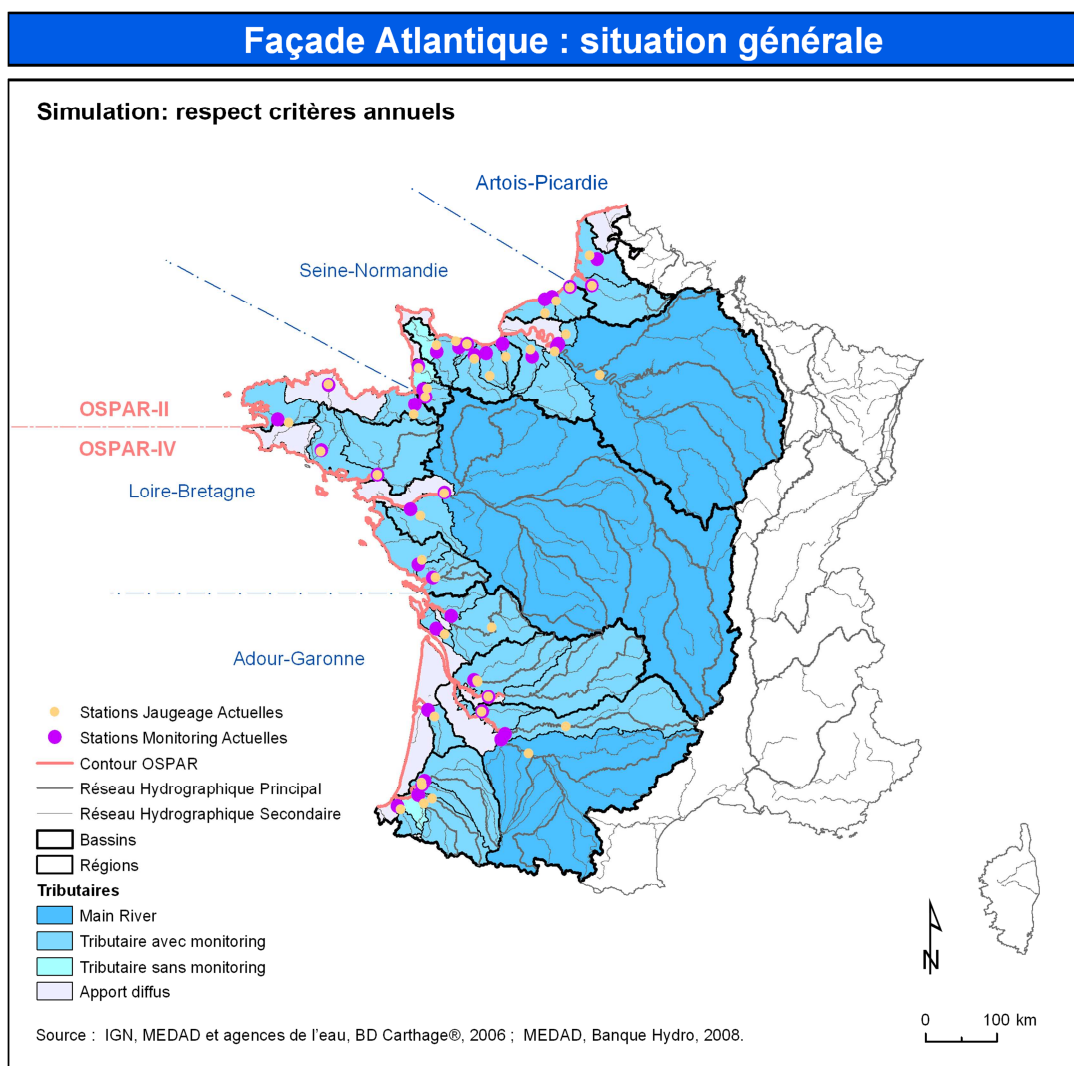 Façade Atlantique : situation générale
Simulation: respect critères annuels
Artois-Picardie
Seine-Normandie
OSPAR-II
OSPAR-IV
Loire-Bretagne
Adour-Garonne
Stations Jaugeage Actuelles
Stations Monitoring Actuelles
Contour OSPAR
Réseau Hydrographique Principal
Réseau Hydrographique Secondaire
Bassins
Régions
Tributaires
Main River
Tributaire avec monitoring
Tributaire sans monitoring
Apport diffus
N
0 100 km
Source : IGN, MEDAD et agences de l'eau, BD Carthage®, 2006 ; MEDAD, Banque Hydro, 2008.